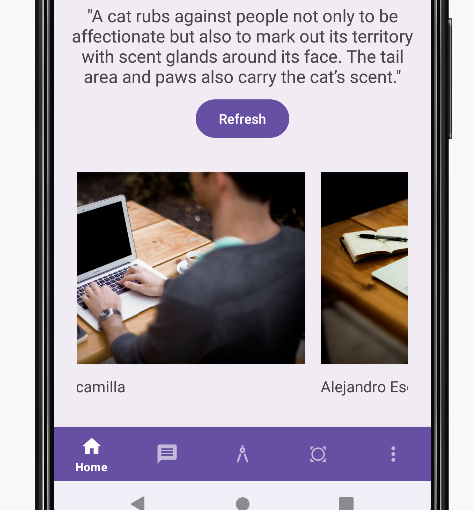 "A cat rubs against people not only to be
affectionate but also to mark out its territory
with scent glands around its face. The tail
area and paws also carry the cat’s scent."
Refresh
camilla
Alejandro Es
Home